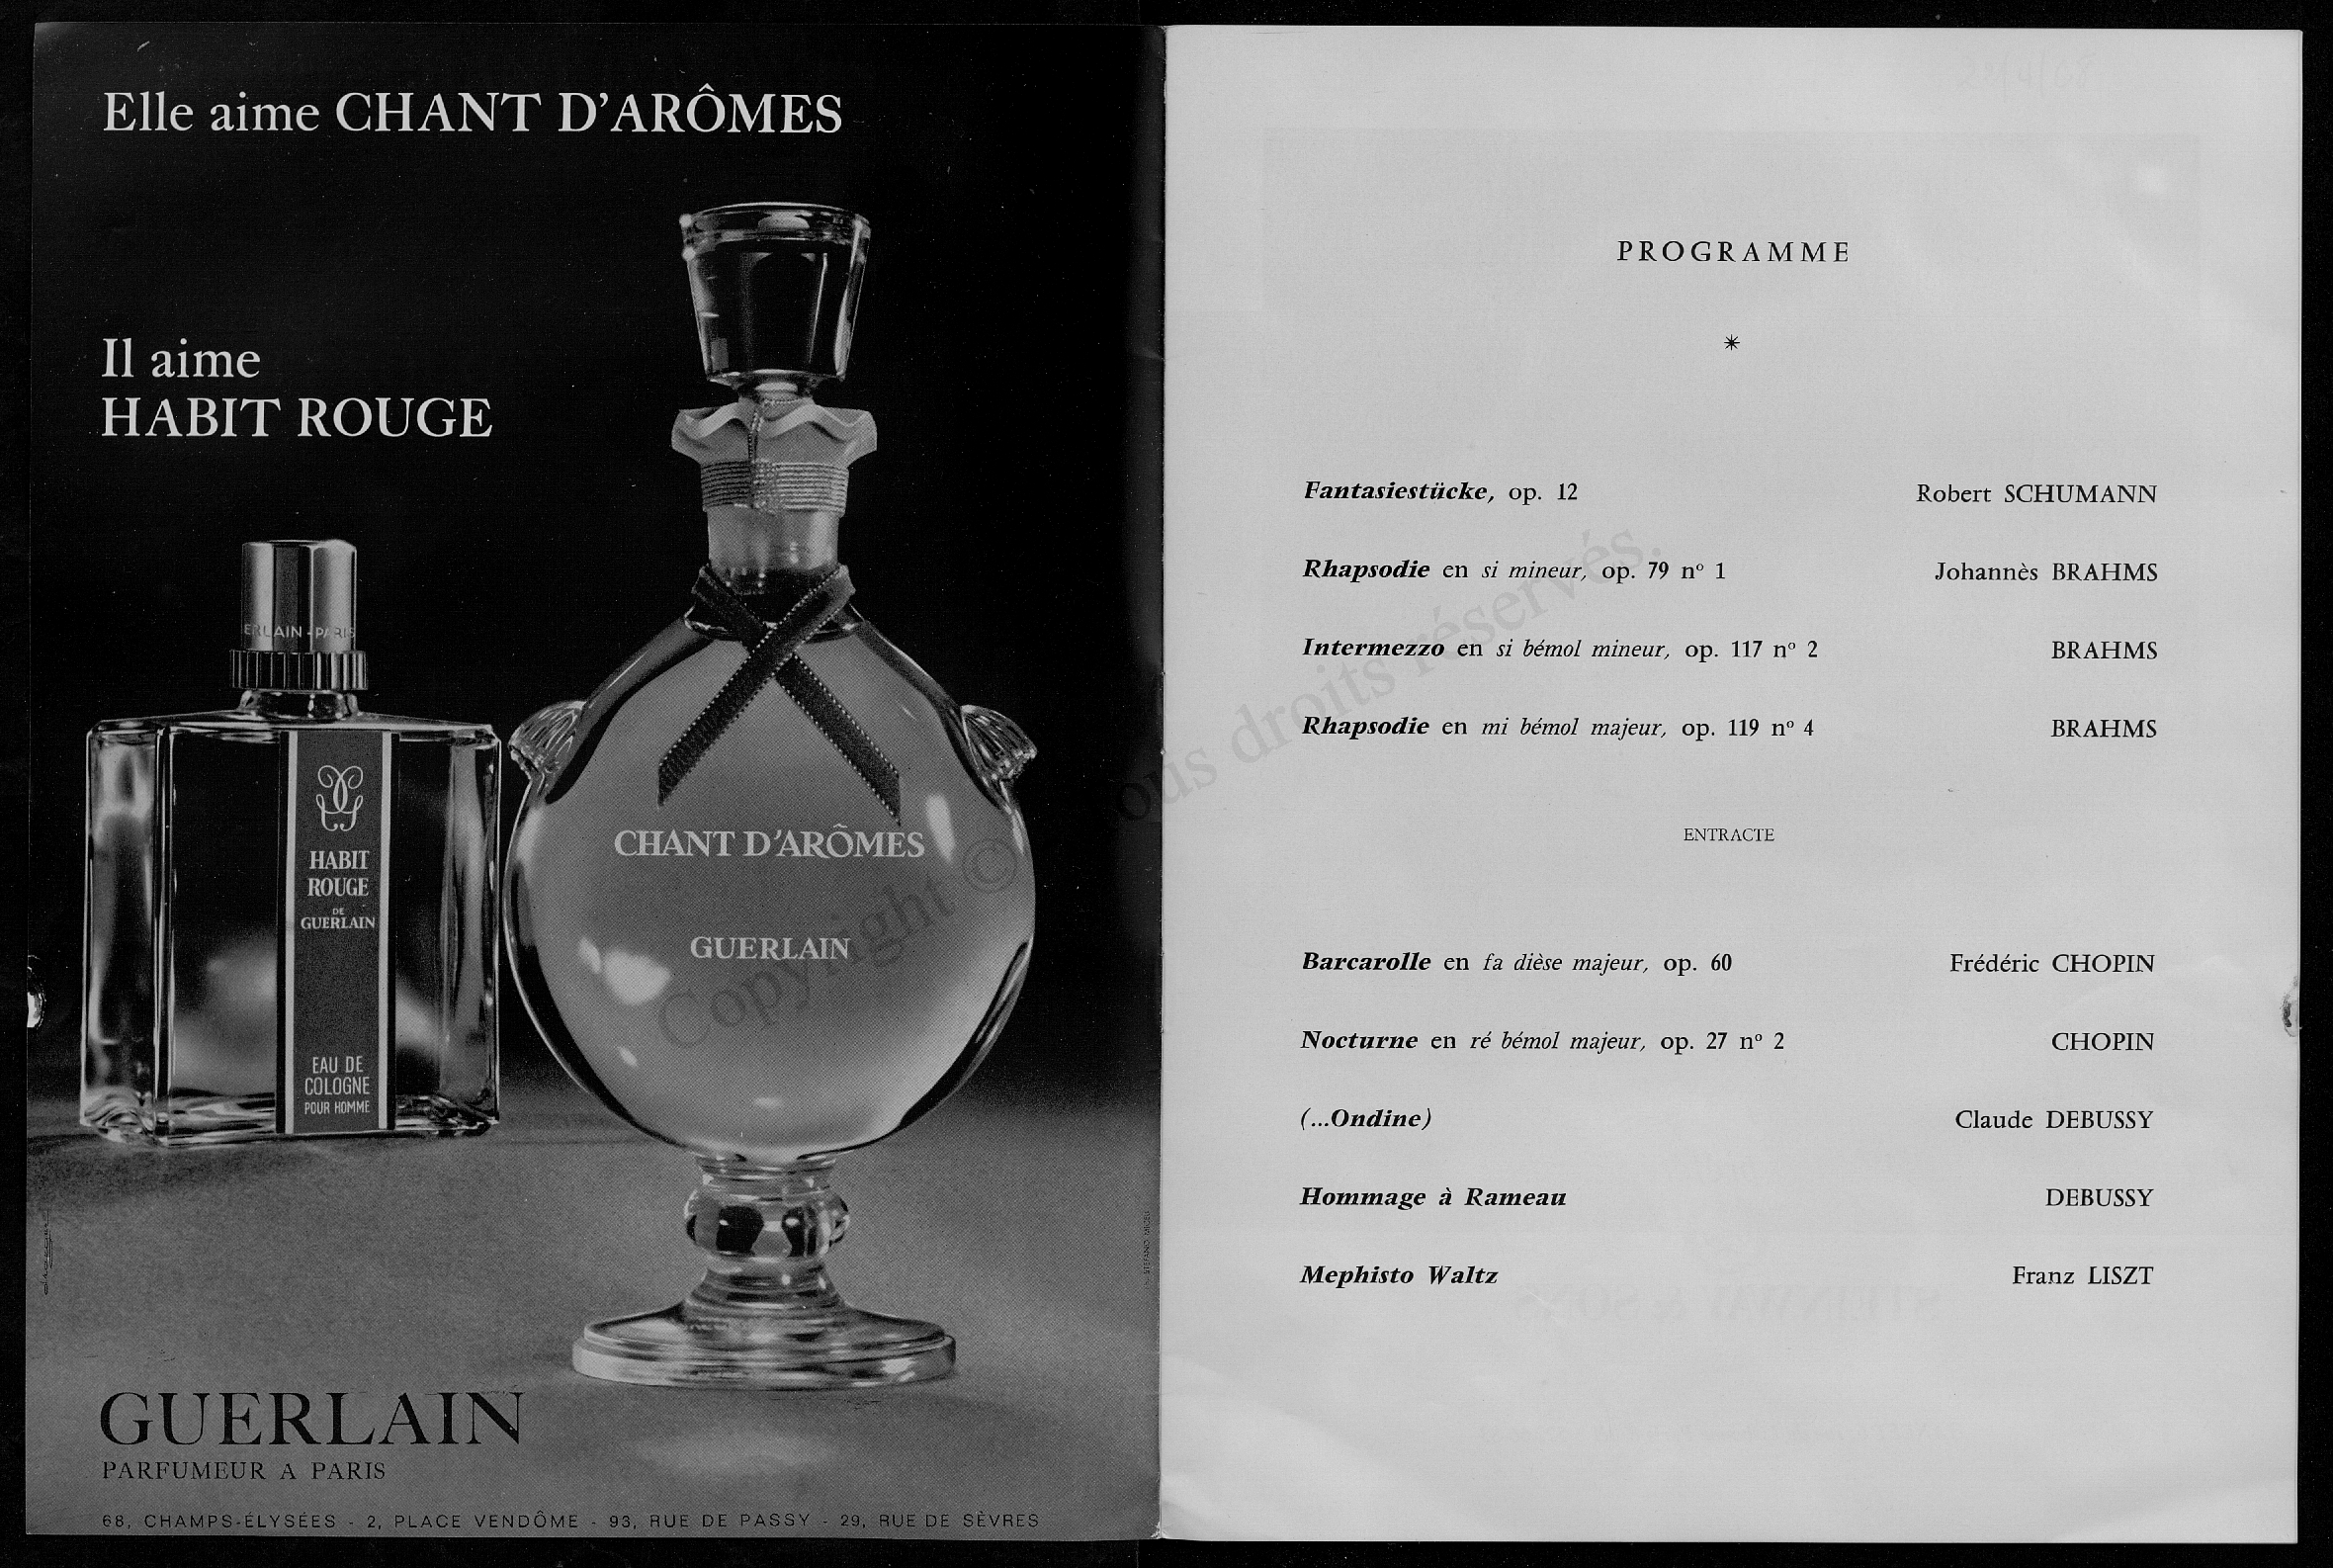 Elle aime CHANT D'ARÔMES
Il aime
HABIT ROUGE
ERLAIN - PARIS
HABIT
ROUGE
DE
GUERLAIN
EAU DE
COLOGNE
POUR HOMME
CHANT D'ARÔMES
GUERLAIN
GUERLAIN
PARFUMEUR A PARIS
68, CHAMPS-ÉLYSÉES - 2, PLACE VENDÔME - 93, RUE DE PASSY - 29, RUE DE SÈVRES
Copyright © Tous droits réservés.
PROGRAMME
Fantasiestücke, op. 12 Robert SCHUMANN
Rhapsodie en si mineur, op. 79 nº 1 Johannès BRAHMS
Intermezzo en si bémol mineur, op. 117 nº 2 BRAHMS
Rhapsodie en mi bémol majeur, op. 119 nº 4 BRAHMS
ENTRACTE
Barcarolle en fa dièse majeur, op. 60 Frédéric CHOPIN
Nocturne en ré bémol majeur, op. 27 nº 2 CHOPIN
(...Ondine) Claude DEBUSSY
Hommage à Rameau DEBUSSY
Mephisto Waltz Franz LISZT